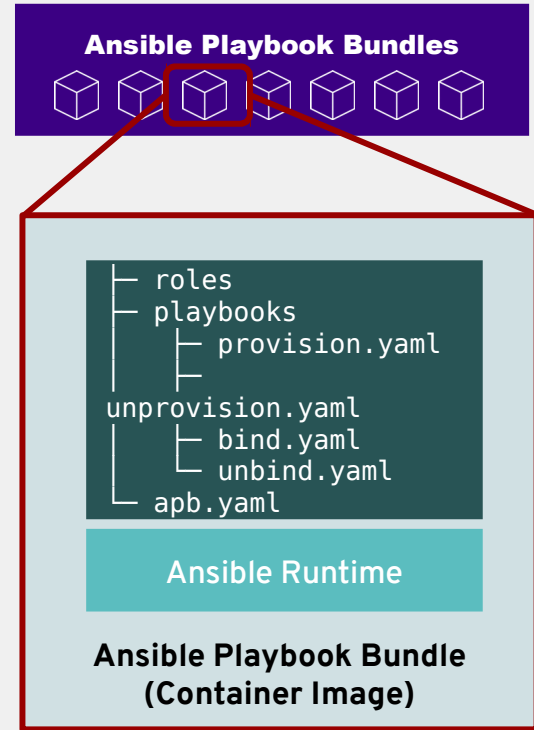 Ansible Playbook Bundles
├─ roles
├─ playbooks
│   ├─ provision.yaml
│   ├─
unprovision.yaml
│   ├─ bind.yaml
│   └─ unbind.yaml
└─ apb.yaml
Ansible Runtime
Ansible Playbook Bundle
(Container Image)